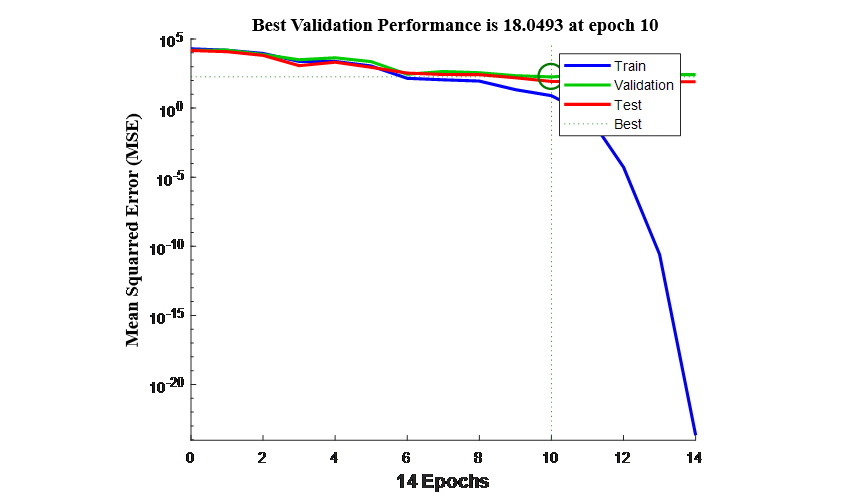 Best Validation Performance is 18.0493 at epoch 10
Mean Squarred Error (MSE)
10^5
10^0
10^-5
10^-10
10^-15
10^-20
Train
Validation
Test
Best
0 2 4 6 8 10 12 14
14 Epochs